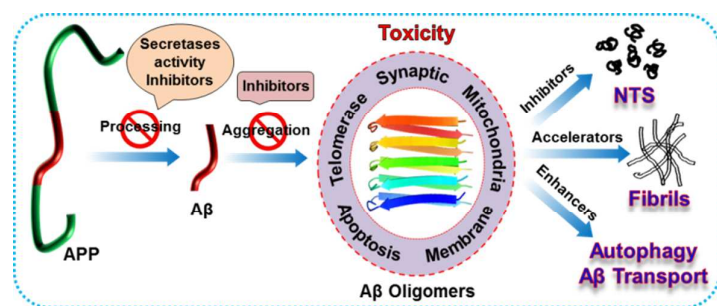 Secretases
activity
Inhibitors
Processing
APP
Aβ
Inhibitors
Aggregation
Toxicity
Synaptic
Mitochondria
Membrane
Apoptosis
Telomerase
Aβ Oligomers
Inhibitors
NTS
Accelerators
Fibrils
Enhancers
Autophagy
Aβ Transport